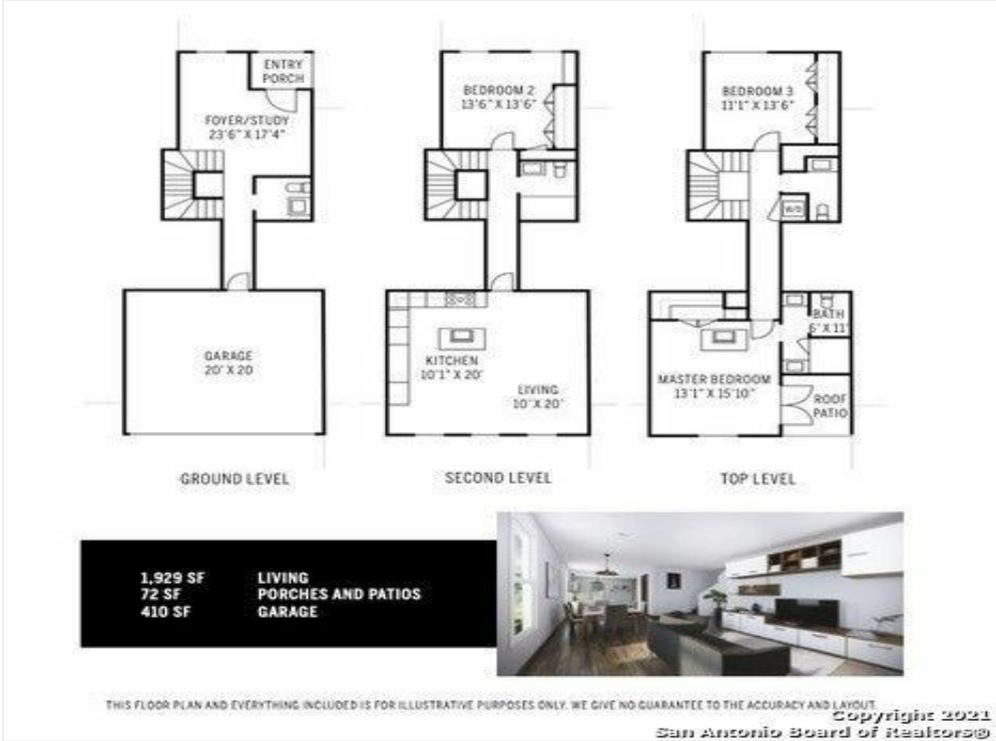 ENTRY
PORCH
FOYER/STUDY
23'6" X 17'4"
GARAGE
20' X 20
GROUND LEVEL
BEDROOM 2
13'6" X 13'6"
KITCHEN
10'1" X 20'
LIVING
10' X 20'
SECOND LEVEL
BEDROOM 3
11'1" X 13'6"
W/D
BATH
6' X 11'
MASTER BEDROOM
13'1" X 15'10"
ROOF
PATIO
TOP LEVEL
1,929 SF LIVING
72 SF PORCHES AND PATIOS
410 SF GARAGE
THIS FLOOR PLAN AND EVERYTHING INCLUDED IS FOR ILLUSTRATIVE PURPOSES ONLY. WE GIVE NO GUARANTEE TO THE ACCURACY AND LAYOUT.
Copyright 2021
San Antonio Board of Realtors®